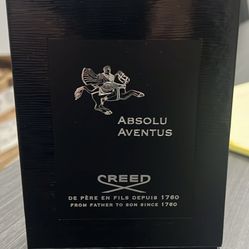 ABSOLU
AVENTUS
CREED
DE PÈRE EN FILS DEPUIS 1760
FROM FATHER TO SON SINCE 1760